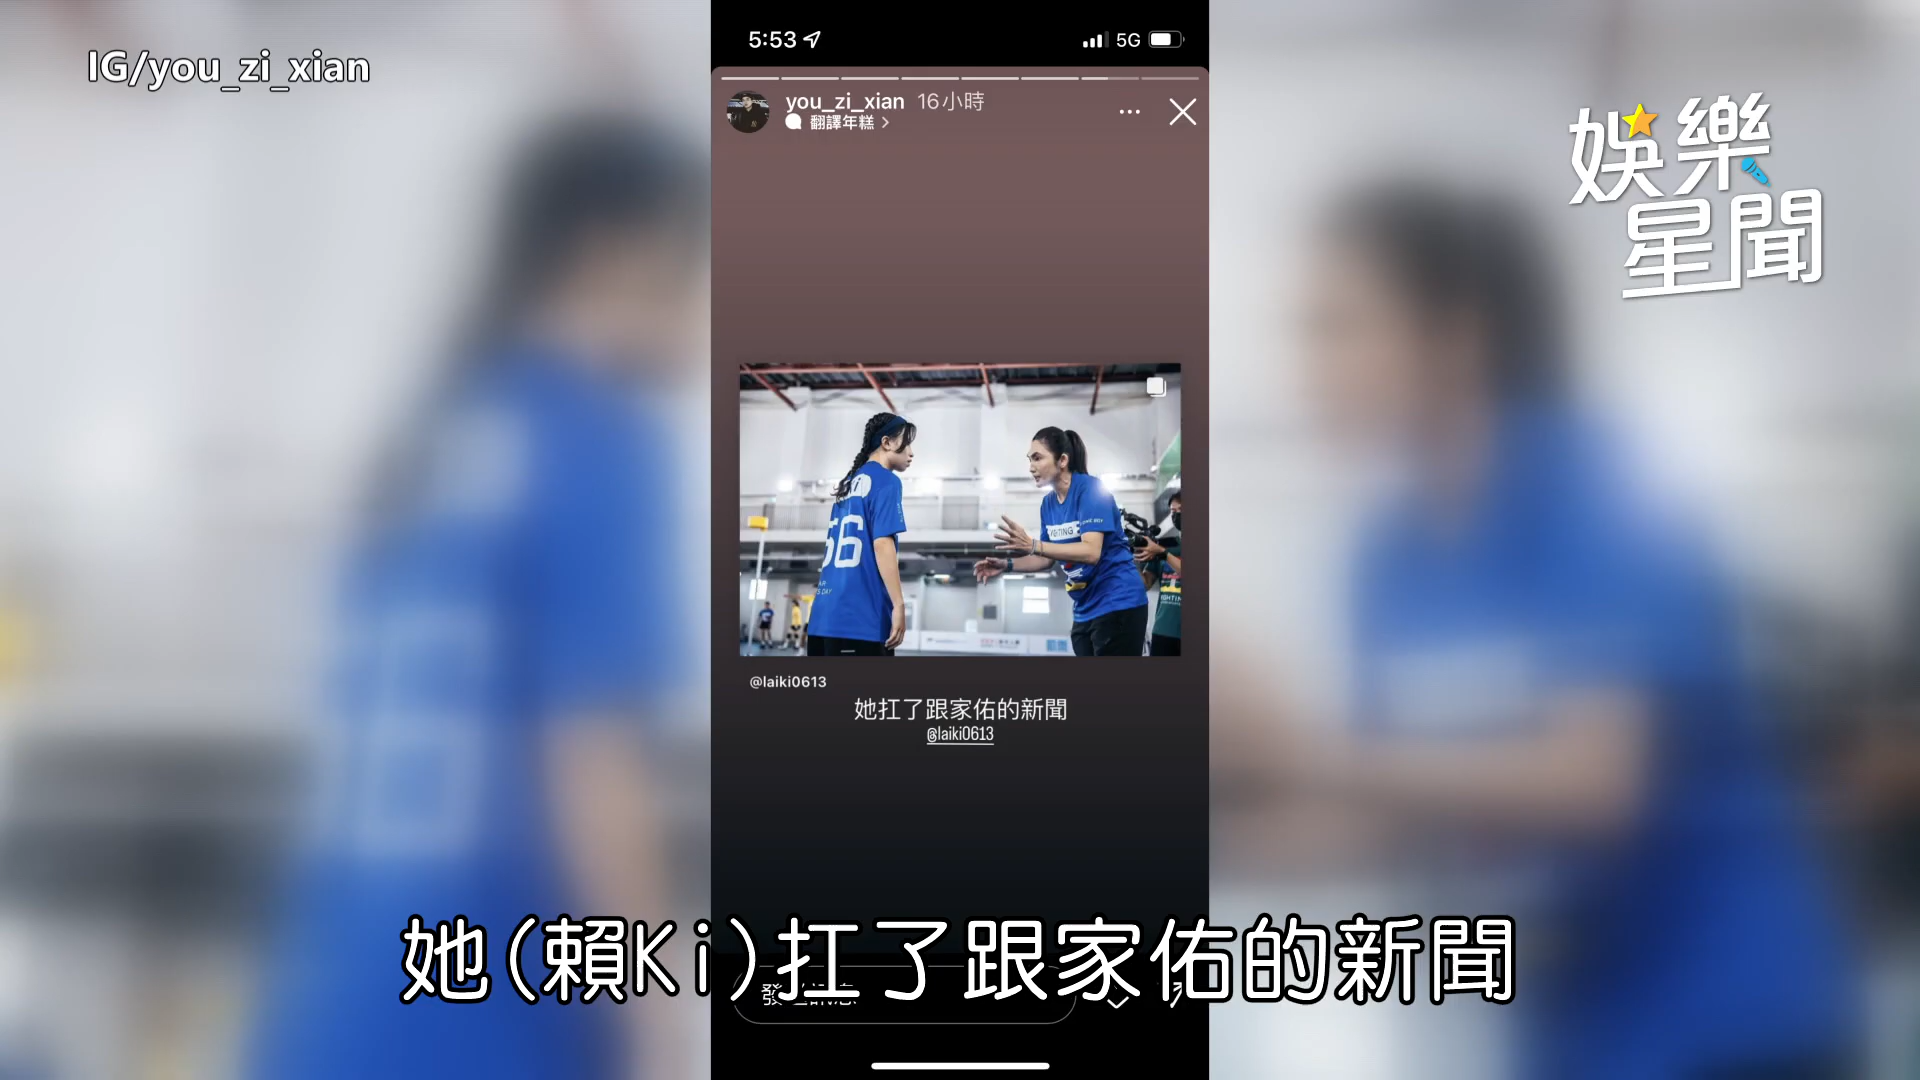 IG/you_zi_xian
5:53
5G
you_zi_xian 16小時
翻譯年糕 >
娛樂
星聞
56
FIGHTING
@laiki0613
她扛了跟家佑的新聞
@laiki0613
她(賴Ki)扛了跟家佑的新聞